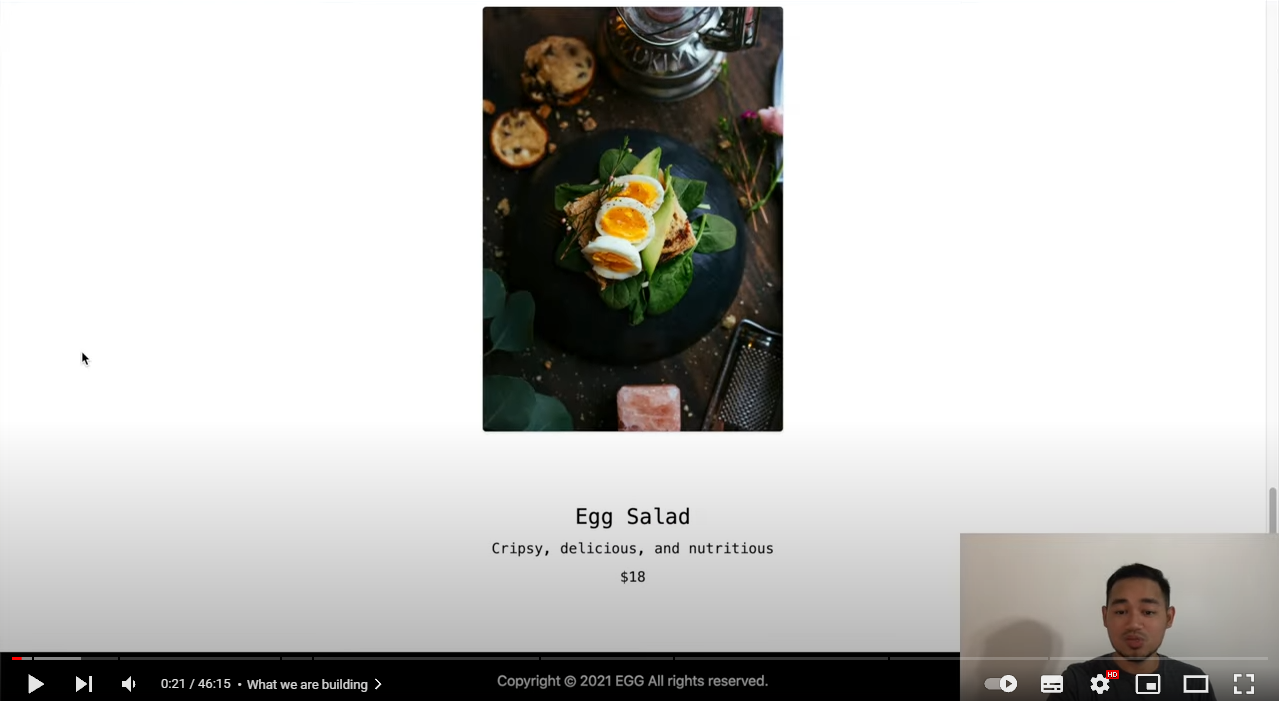 Egg Salad
Cripsy, delicious, and nutritious
$18
Copyright © 2021 EGG All rights reserved.
0:21 / 46:15 • What we are building
HD